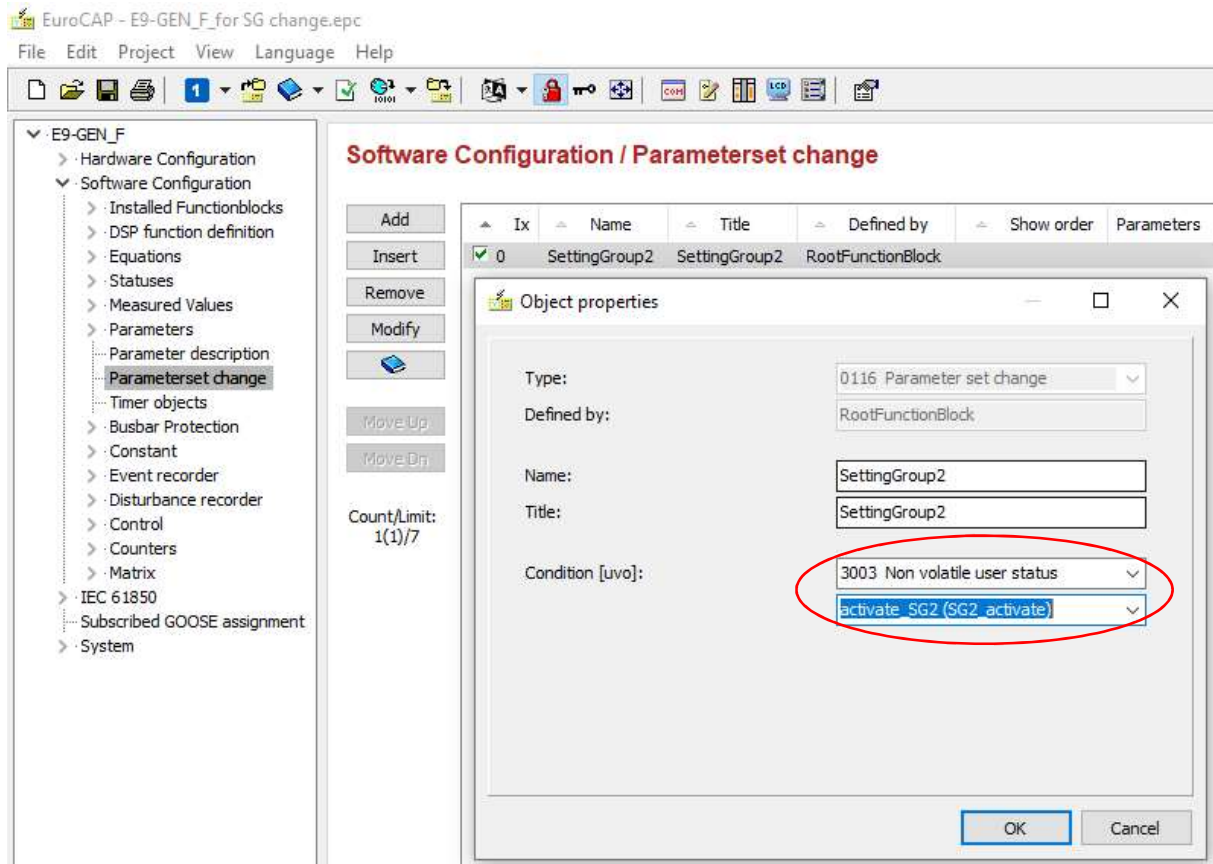 EuroCAP - E9-GEN_F_for SG change.epc
File Edit Project View Language Help
1
10101
COM
LCD
E9-GEN_F
Hardware Configuration
Software Configuration
Installed Functionblocks
DSP function definition
Equations
Statuses
Measured Values
Parameters
Parameter description
Parameterset change
Timer objects
Busbar Protection
Constant
Event recorder
Disturbance recorder
Control
Counters
Matrix
IEC 61850
Subscribed GOOSE assignment
System
Software Configuration / Parameterset change
Add
Insert
Remove
Modify
Move Up
Move Dn
Count/Limit:
1(1)/7
Ix Name Title Defined by Show order Parameters
0 SettingGroup2 SettingGroup2 RootFunctionBlock
Object properties
Type: 0116 Parameter set change
Defined by: RootFunctionBlock
Name: SettingGroup2
Title: SettingGroup2
Condition [uvo]: 3003 Non volatile user status
activate_SG2 (SG2_activate)
OK Cancel